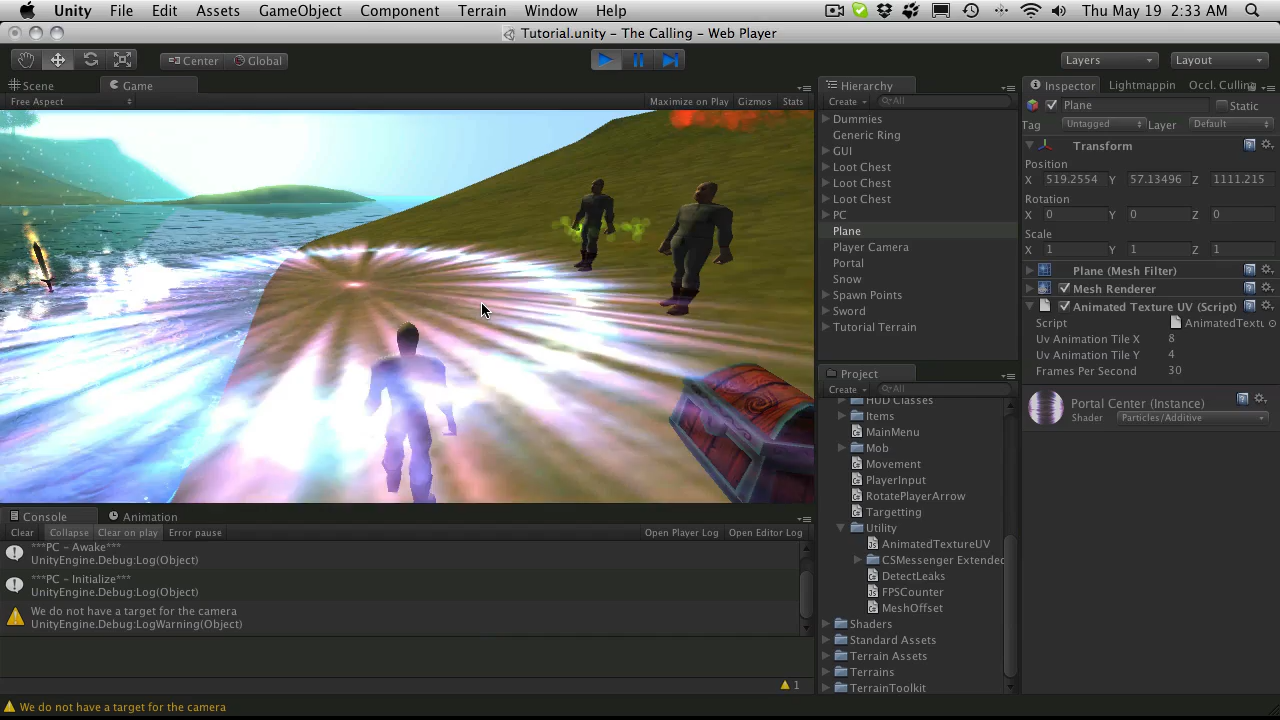 Unity File Edit Assets GameObject Component Terrain Window Help Thu May 19 2:33 AM
Tutorial.unity – The Calling – Web Player
Center Global Layers Layout
Scene Game Hierarchy Inspector Lightmappin Occl. Culling
Free Aspect Maximize on Play Gizmos Stats Create All Plane Static
Tag Untagged Layer Default
Dummies
Generic Ring
GUI
Loot Chest
Loot Chest
Loot Chest
PC
Plane
Player Camera
Portal
Snow
Spawn Points
Sword
Tutorial Terrain
Transform
Position
X 519.2554 Y 57.13496 Z 1111.215
Rotation
X 0 Y 0 Z 0
Scale
X 1 Y 1 Z 1
Plane (Mesh Filter)
Mesh Renderer
Animated Texture UV (Script)
Script AnimatedTextu
Uv Animation Tile X 8
Uv Animation Tile Y 4
Frames Per Second 30
Portal Center (Instance)
Shader Particles/Additive
Project
Create All
HUD Classes
Items
MainMenu
Mob
Movement
PlayerInput
RotatePlayerArrow
Targetting
Utility
AnimatedTextureUV
CSMessenger Extended
DetectLeaks
FPSCounter
MeshOffset
Shaders
Standard Assets
Terrain Assets
Terrains
TerrainToolkit
Console Animation
Clear Collapse Clear on play Error pause Open Player Log Open Editor Log
***PC – Awake***
UnityEngine.Debug:Log(Object)
***PC – Initialize***
UnityEngine.Debug:Log(Object)
We do not have a target for the camera
UnityEngine.Debug:LogWarning(Object)
1
We do not have a target for the camera